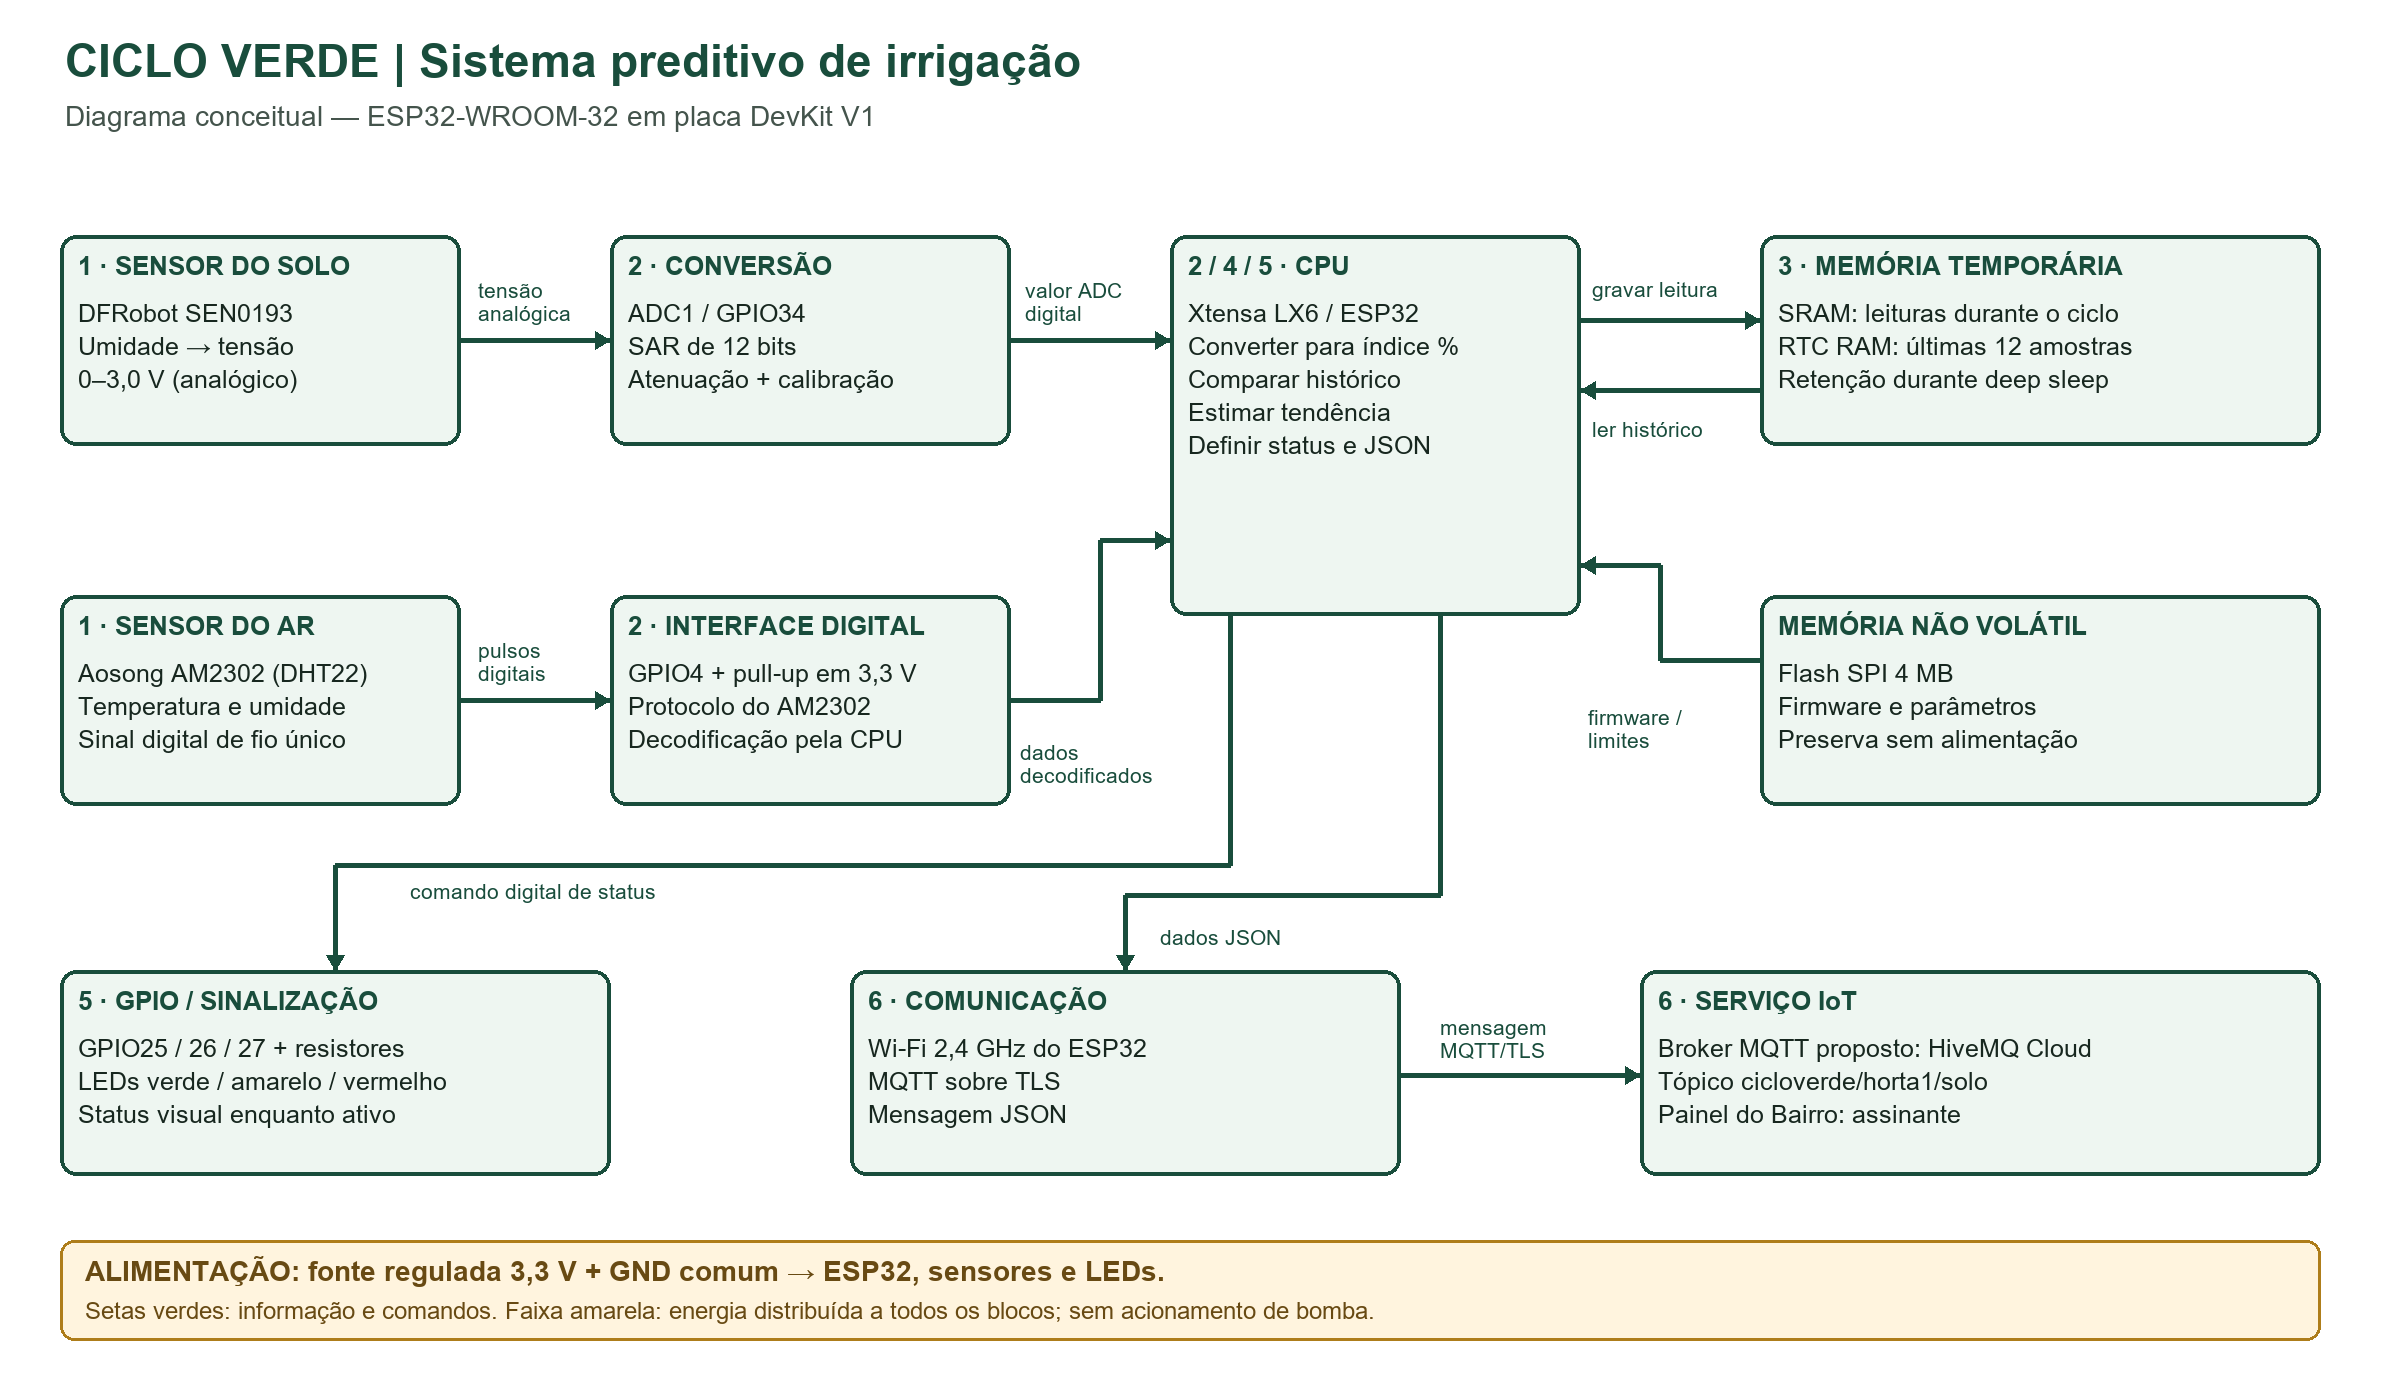 CICLO VERDE | Sistema preditivo de irrigação
Diagrama conceitual — ESP32-WROOM-32 em placa DevKit V1
1 · SENSOR DO SOLO
DFRobot SEN0193
Umidade → tensão
0–3,0 V (analógico)
tensão
analógica
2 · CONVERSÃO
ADC1 / GPIO34
SAR de 12 bits
Atenuação + calibração
valor ADC
digital
2 / 4 / 5 · CPU
Xtensa LX6 / ESP32
Converter para índice %
Comparar histórico
Estimar tendência
Definir status e JSON
gravar leitura
ler histórico
3 · MEMÓRIA TEMPORÁRIA
SRAM: leituras durante o ciclo
RTC RAM: últimas 12 amostras
Retenção durante deep sleep
1 · SENSOR DO AR
Aosong AM2302 (DHT22)
Temperatura e umidade
Sinal digital de fio único
pulsos
digitais
2 · INTERFACE DIGITAL
GPIO4 + pull-up em 3,3 V
Protocolo do AM2302
Decodificação pela CPU
dados
decodificados
firmware /
limites
MEMÓRIA NÃO VOLÁTIL
Flash SPI 4 MB
Firmware e parâmetros
Preserva sem alimentação
comando digital de status
dados JSON
5 · GPIO / SINALIZAÇÃO
GPIO25 / 26 / 27 + resistores
LEDs verde / amarelo / vermelho
Status visual enquanto ativo
6 · COMUNICAÇÃO
Wi-Fi 2,4 GHz do ESP32
MQTT sobre TLS
Mensagem JSON
mensagem
MQTT/TLS
6 · SERVIÇO IoT
Broker MQTT proposto: HiveMQ Cloud
Tópico cicloverde/horta1/solo
Painel do Bairro: assinante
ALIMENTAÇÃO: fonte regulada 3,3 V + GND comum → ESP32, sensores e LEDs.
Setas verdes: informação e comandos. Faixa amarela: energia distribuída a todos os blocos; sem acionamento de bomba.